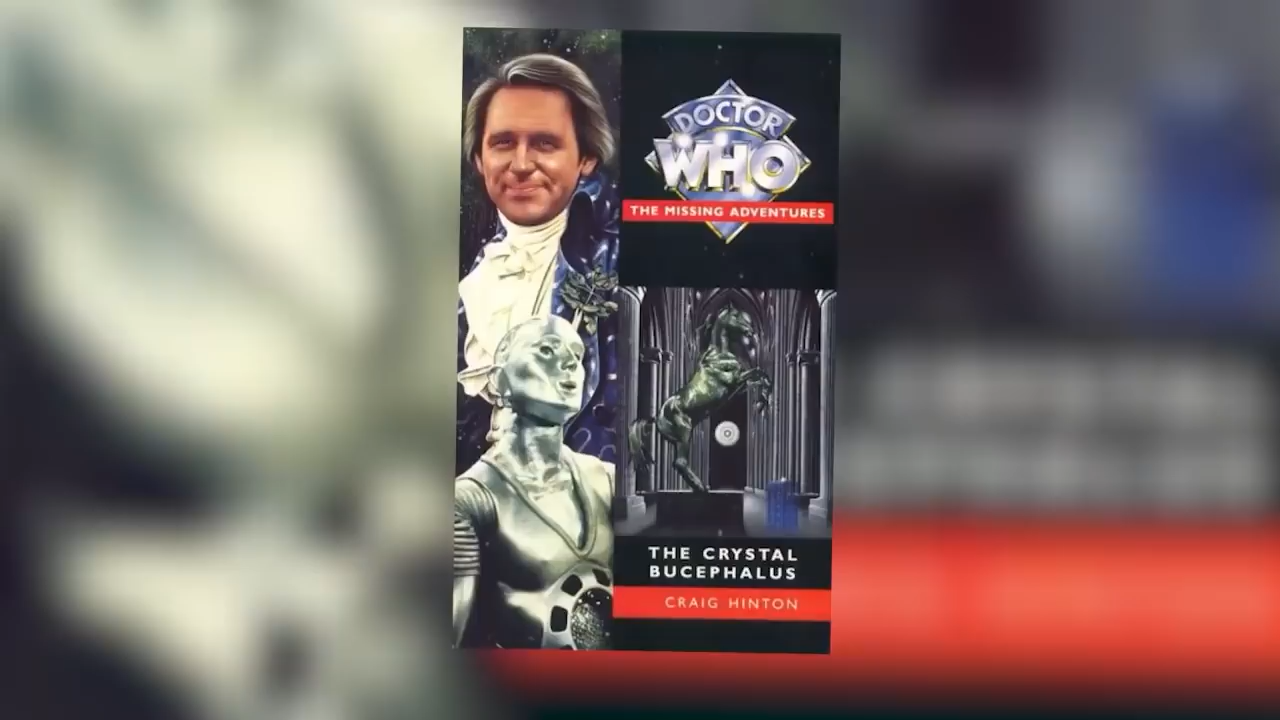 DOCTOR
WHO
THE MISSING ADVENTURES
THE CRYSTAL
BUCEPHALUS
CRAIG HINTON